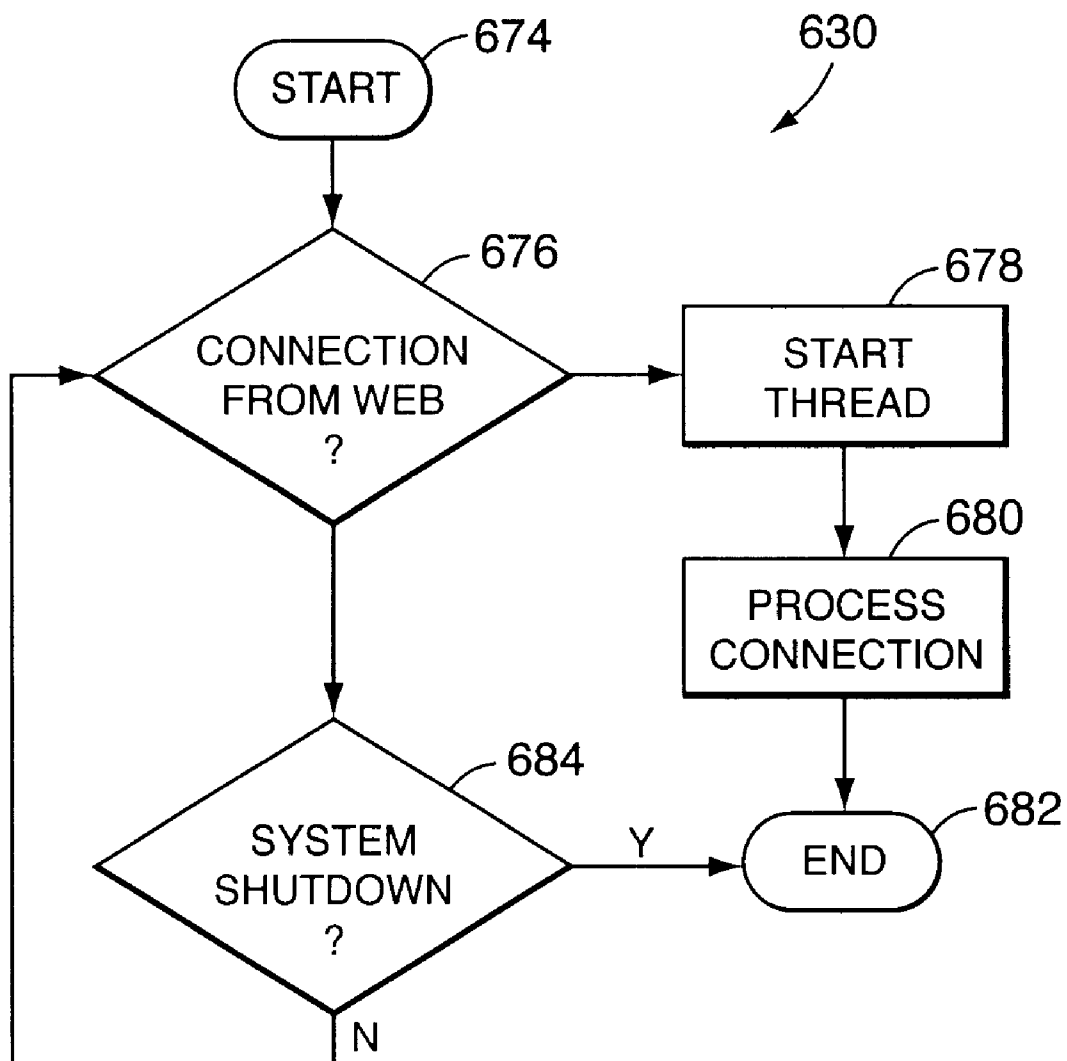 674
630
START
676
CONNECTION
FROM WEB
?
678
START
THREAD
680
PROCESS
CONNECTION
684
SYSTEM
SHUTDOWN
?
Y
682
END
N